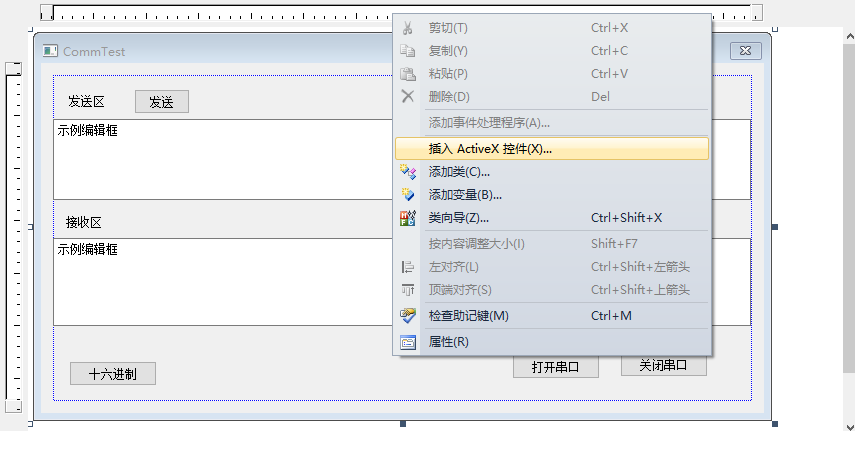 CommTest
发送区
发送
示例编辑框
接收区
示例编辑框
十六进制
打开串口
关闭串口
剪切(T) Ctrl+X
复制(Y) Ctrl+C
粘贴(P) Ctrl+V
删除(D) Del
添加事件处理程序(A)...
插入 ActiveX 控件(X)...
添加类(C)...
添加变量(B)...
类向导(Z)... Ctrl+Shift+X
按内容调整大小(I) Shift+F7
左对齐(L) Ctrl+Shift+左箭头
顶端对齐(S) Ctrl+Shift+上箭头
检查助记键(M) Ctrl+M
属性(R)